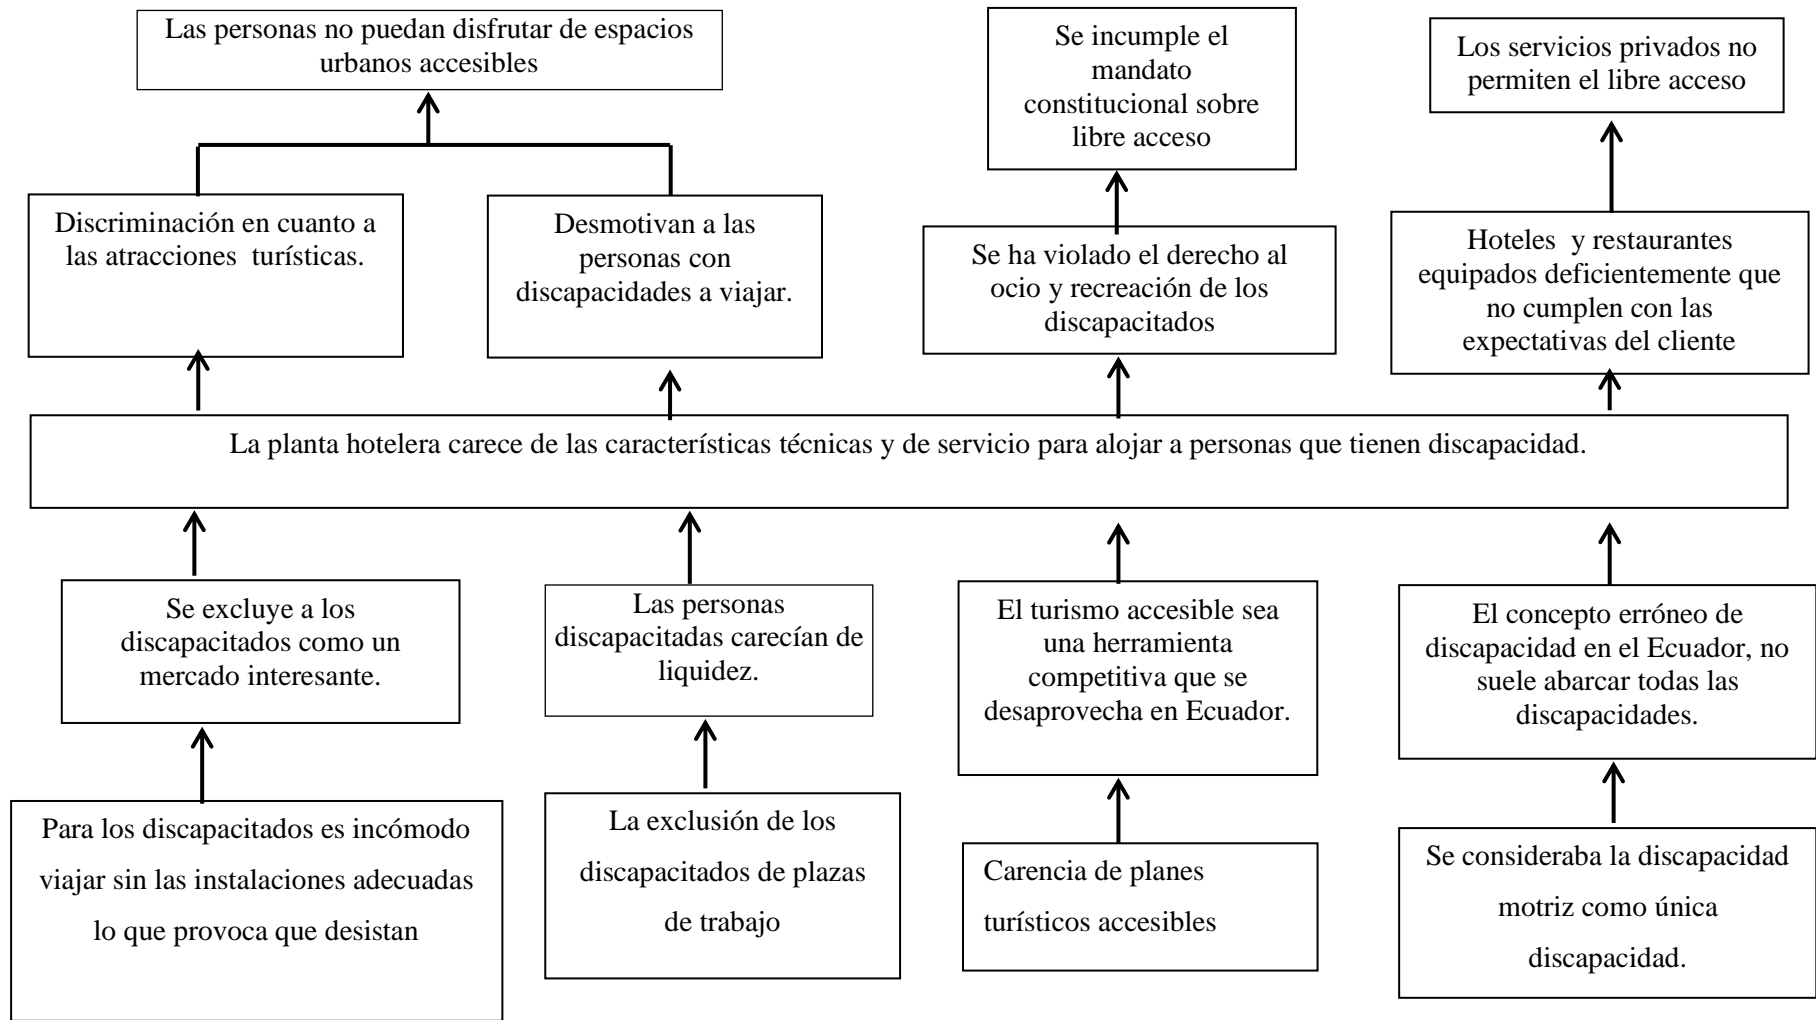 Las personas no puedan disfrutar de espacios
urbanos accesibles
Se incumple el
mandato
constitucional sobre
libre acceso
Los servicios privados no
permiten el libre acceso
Discriminación en cuanto a
las atracciones turísticas.
Desmotivan a las
personas con
discapacidades a viajar.
Se ha violado el derecho al
ocio y recreación de los
discapacitados
Hoteles y restaurantes
equipados deficientemente que
no cumplen con las
expectativas del cliente
La planta hotelera carece de las características técnicas y de servicio para alojar a personas que tienen discapacidad.
Se excluye a los
discapacitados como un
mercado interesante.
Las personas
discapacitadas carecían de
liquidez.
El turismo accesible sea
una herramienta
competitiva que se
desaprovecha en Ecuador.
El concepto erróneo de
discapacidad en el Ecuador, no
suele abarcar todas las
discapacidades.
Para los discapacitados es incómodo
viajar sin las instalaciones adecuadas
lo que provoca que desistan
La exclusión de los
discapacitados de plazas
de trabajo
Carencia de planes
turísticos accesibles
Se consideraba la discapacidad
motriz como única
discapacidad.